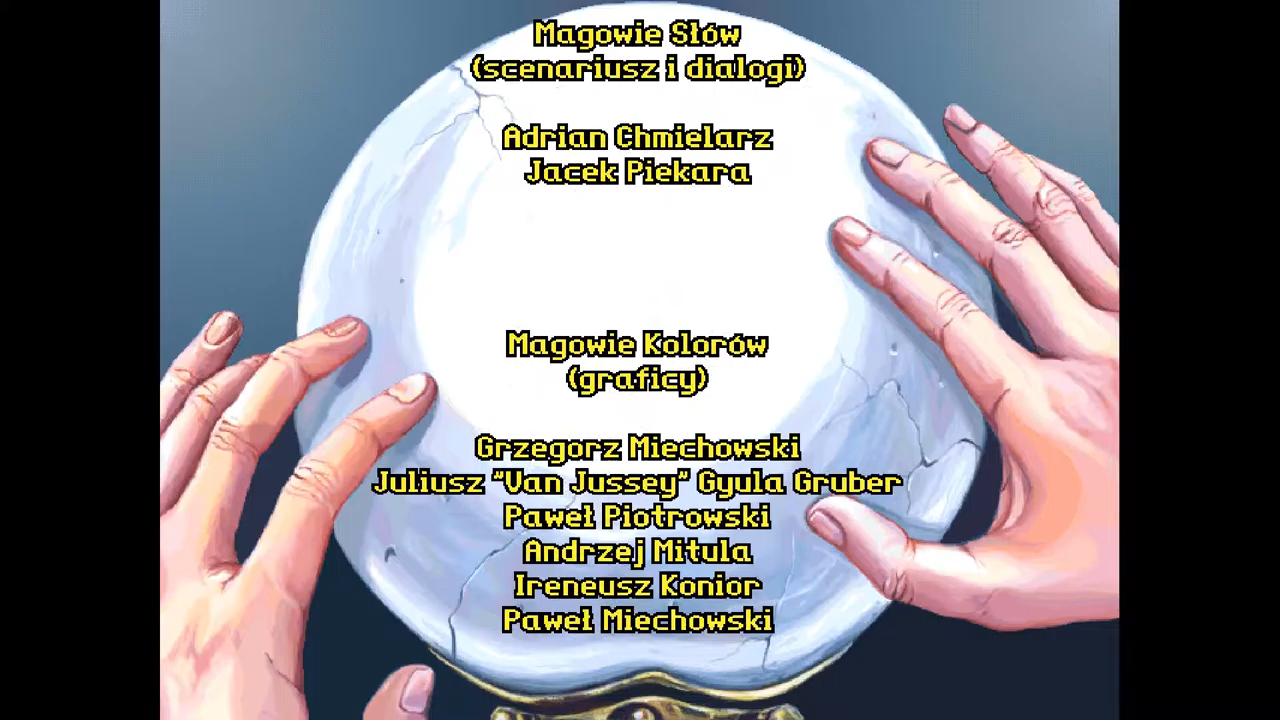 Magowie Słów
(scenariusz i dialogi)
Adrian Chmielarz
Jacek Piekara
Magowie Kolorów
(graficy)
Grzegorz Miechowski
Juliusz "Van Jussey" Gyula Gruber
Paweł Piotrowski
Andrzej Mitula
Ireneusz Konior
Paweł Miechowski